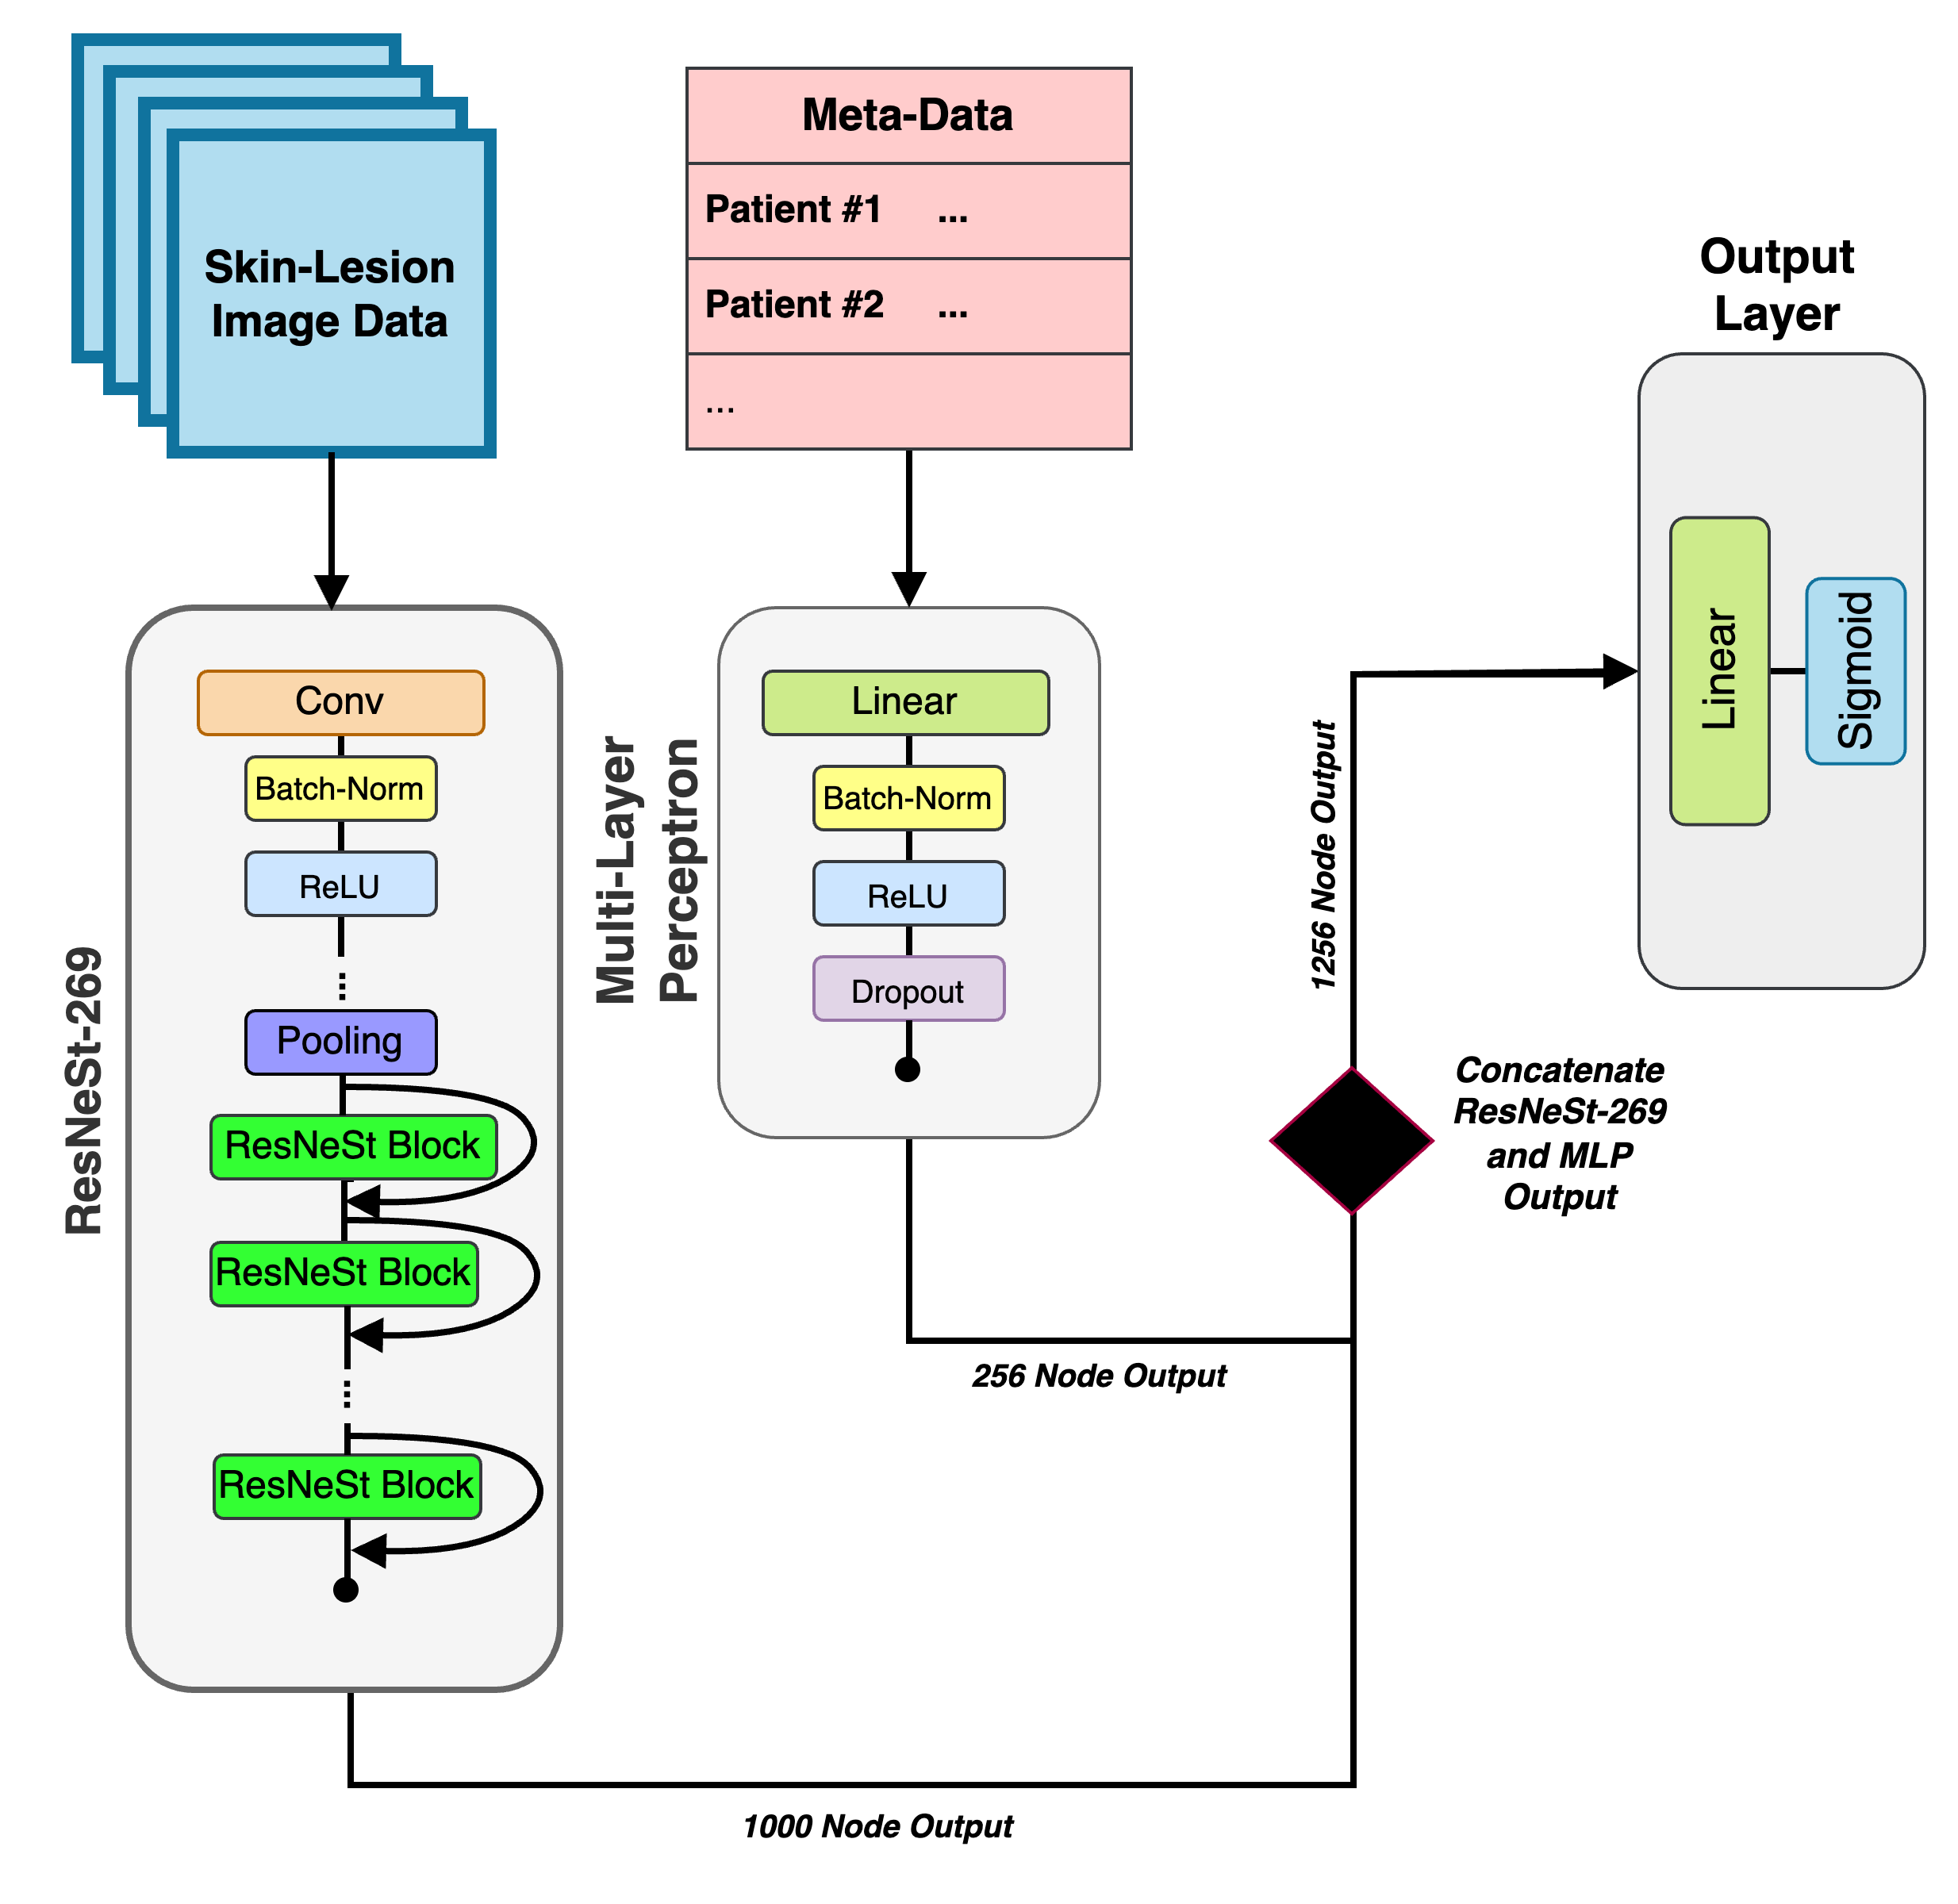 Skin-Lesion
Image Data
Meta-Data
Patient #1 ...
Patient #2 ...
...
Output
Layer
ResNeSt-269
Conv
Batch-Norm
ReLU
...
Pooling
ResNeSt Block
ResNeSt Block
...
ResNeSt Block
Multi-Layer
Perceptron
Linear
Batch-Norm
ReLU
Dropout
1256 Node Output
Linear
Sigmoid
Concatenate
ResNeSt-269
and MLP
Output
256 Node Output
1000 Node Output